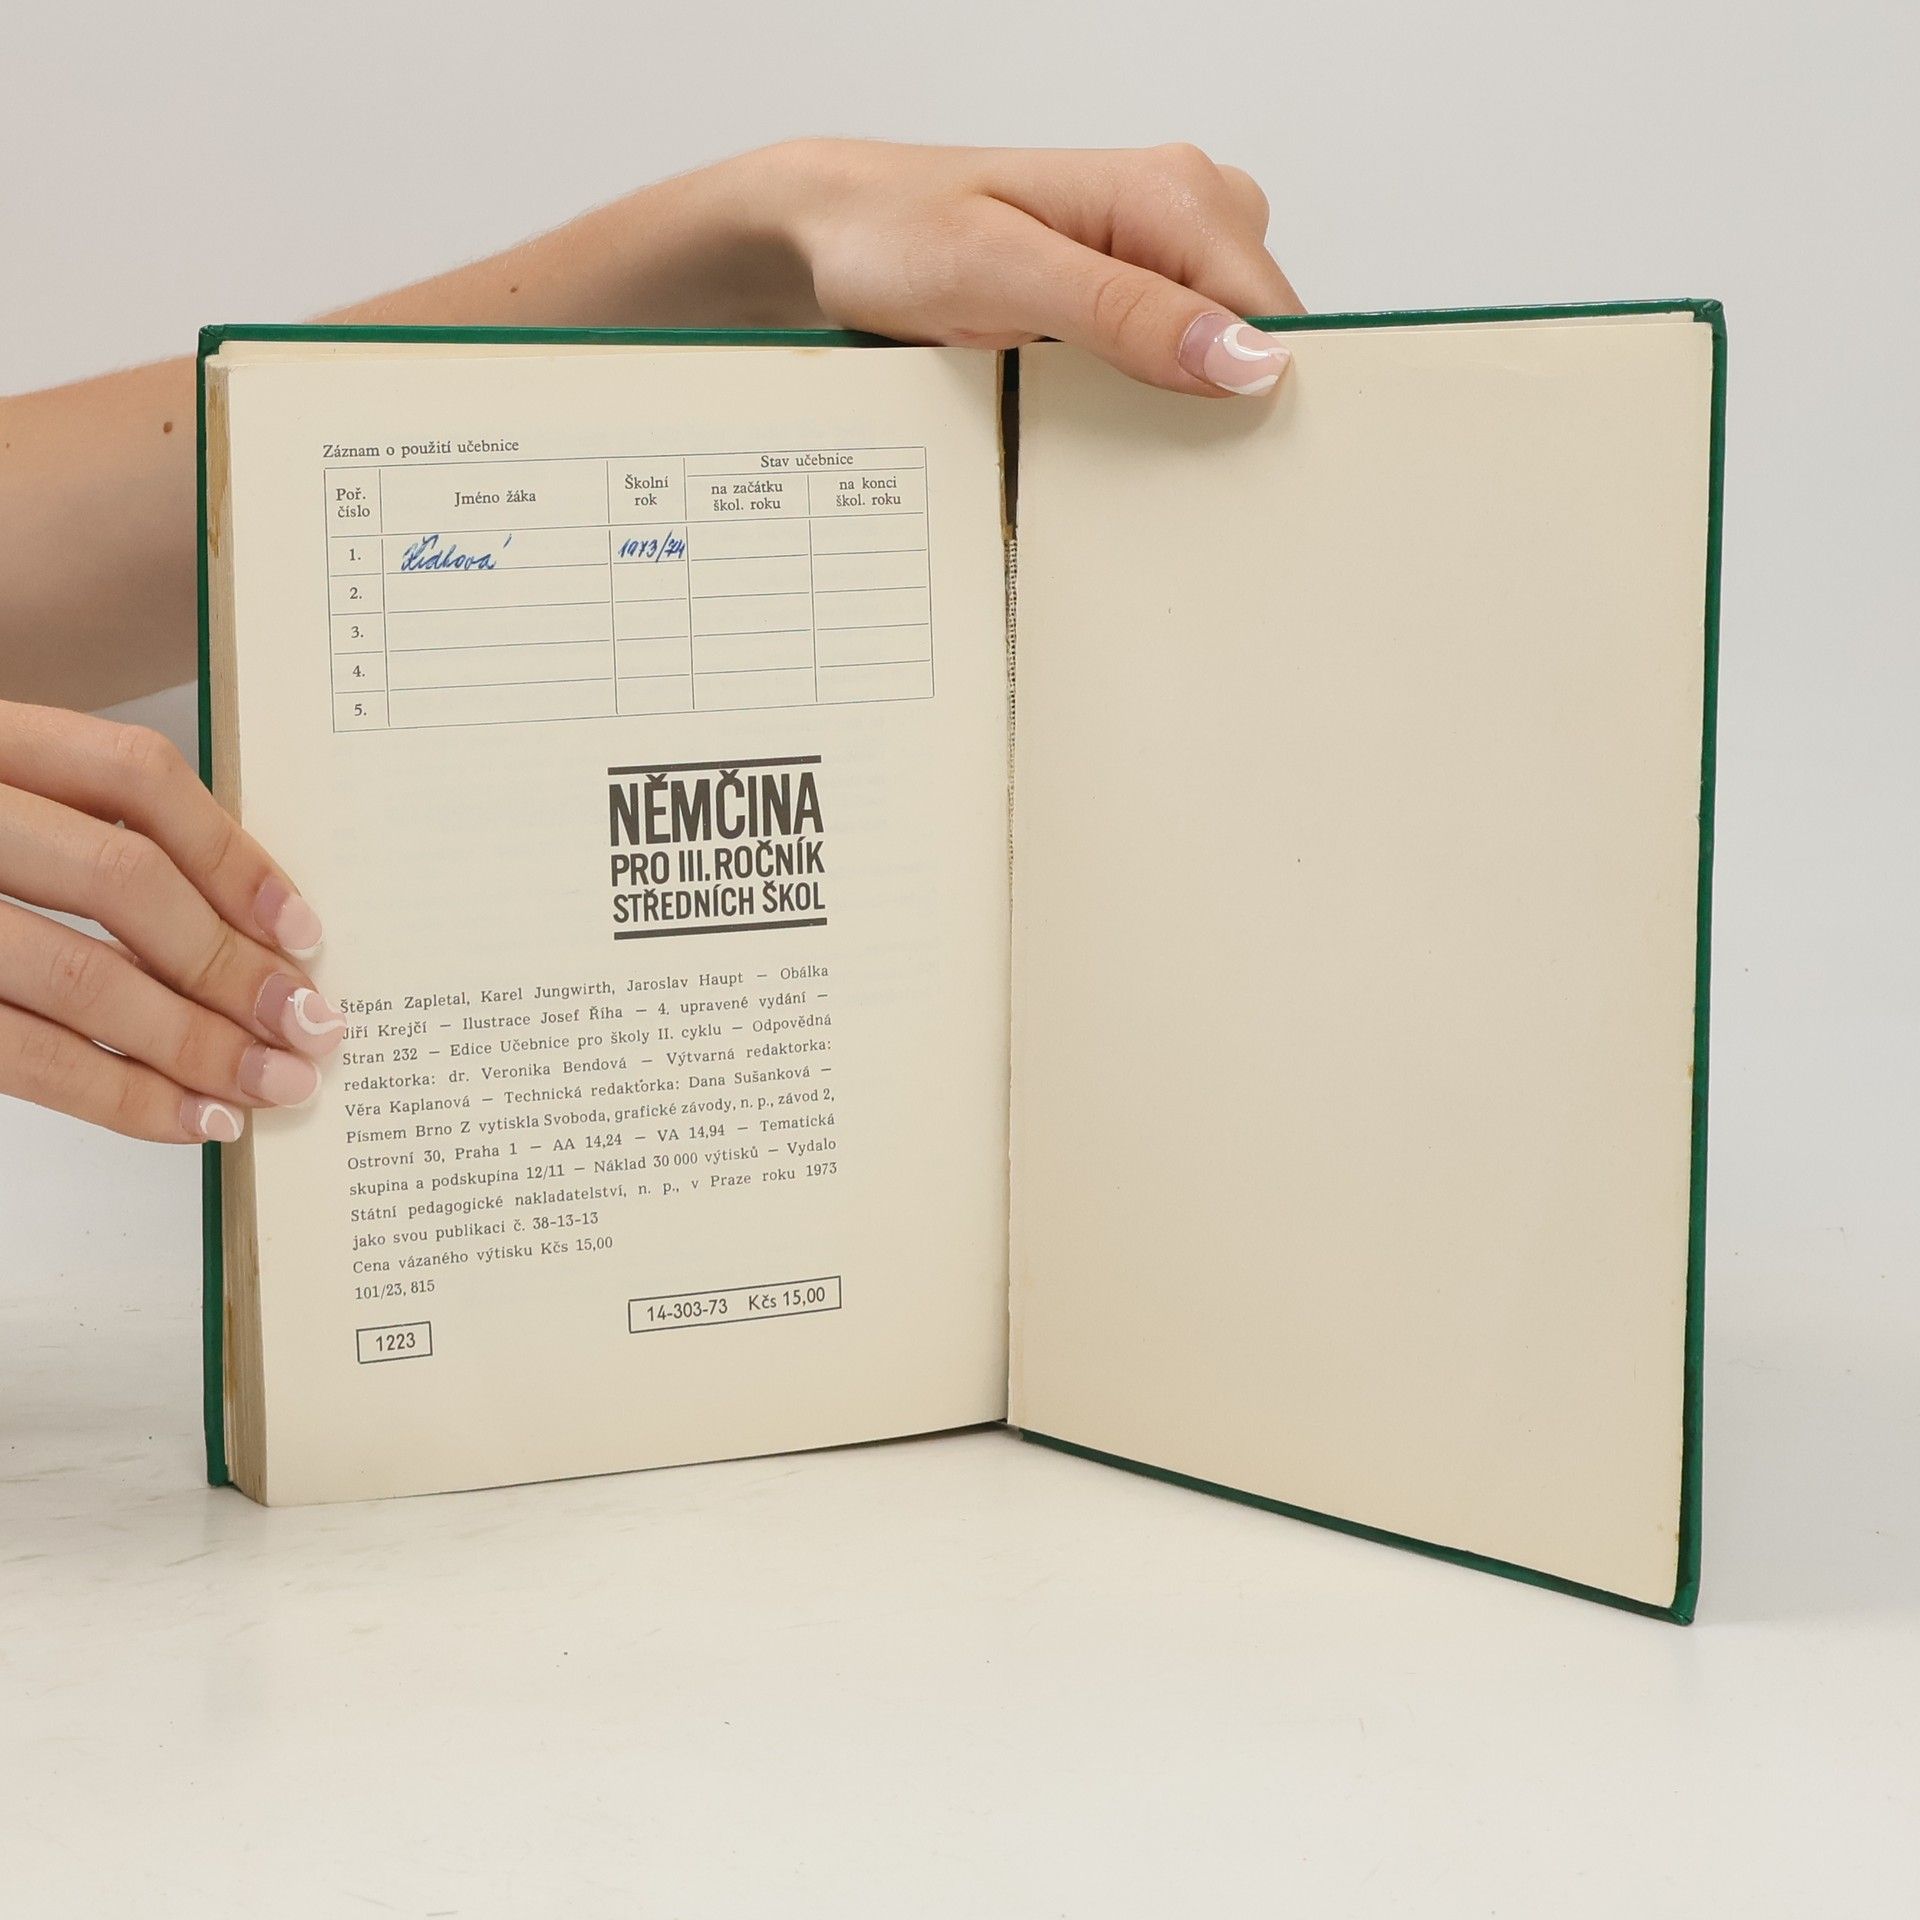 Záznam o použití učebnice
Poř. číslo
Jméno žáka
Školní rok
Stav učebnice
na začátku škol. roku
na konci škol. roku
1. 1973/74
2.
3.
4.
5.
NĚMČINA
PRO III. ROČNÍK
STŘEDNÍCH ŠKOL
Štěpán Zapletal, Karel Jungwirth, Jaroslav Haupt — Obálka
Jiří Krejčí — Ilustrace Josef Říha — 4. upravené vydání —
Stran 232 — Edice Učebnice pro školy II. cyklu — Odpovědná
redaktorka: dr. Veronika Bendová — Výtvarná redaktorka:
Věra Kaplanová — Technická redaktorka: Dana Sušanková —
Písmem Brno Z vytiskla Svoboda, grafické závody, n. p., závod 2,
Ostrovní 30, Praha 1 — AA 14,24 — VA 14,94 — Tematická
skupina a podskupina 12/11 — Náklad 30 000 výtisků — Vydalo
Státní pedagogické nakladatelství, n. p., v Praze roku 1973
jako svou publikaci č. 38-13-13
Cena vázaného výtisku Kčs 15,00
101/23, 815
14-303-73 Kčs 15,00
1223